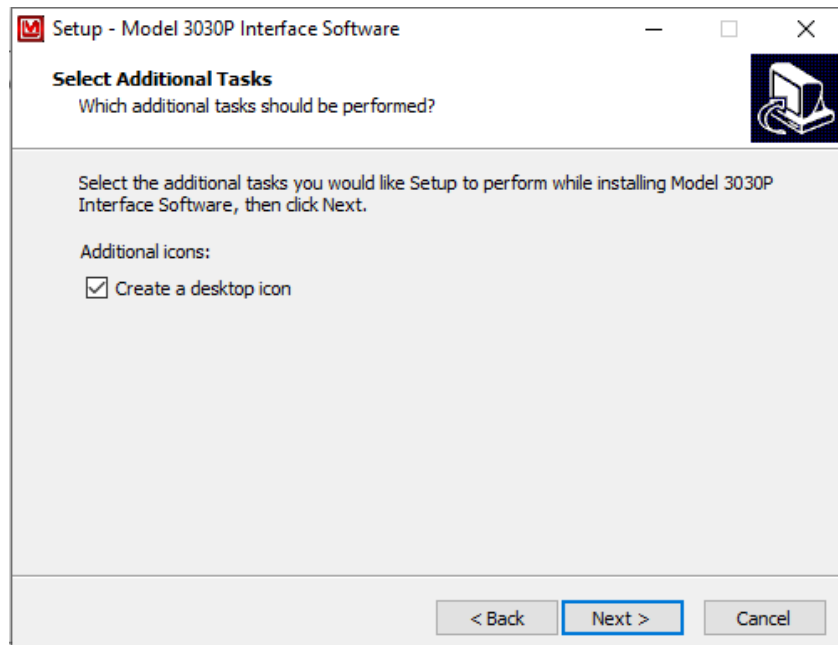 Setup - Model 3030P Interface Software
Select Additional Tasks
Which additional tasks should be performed?
Select the additional tasks you would like Setup to perform while installing Model 3030P
Interface Software, then click Next.
Additional icons:
Create a desktop icon
< Back
Next >
Cancel